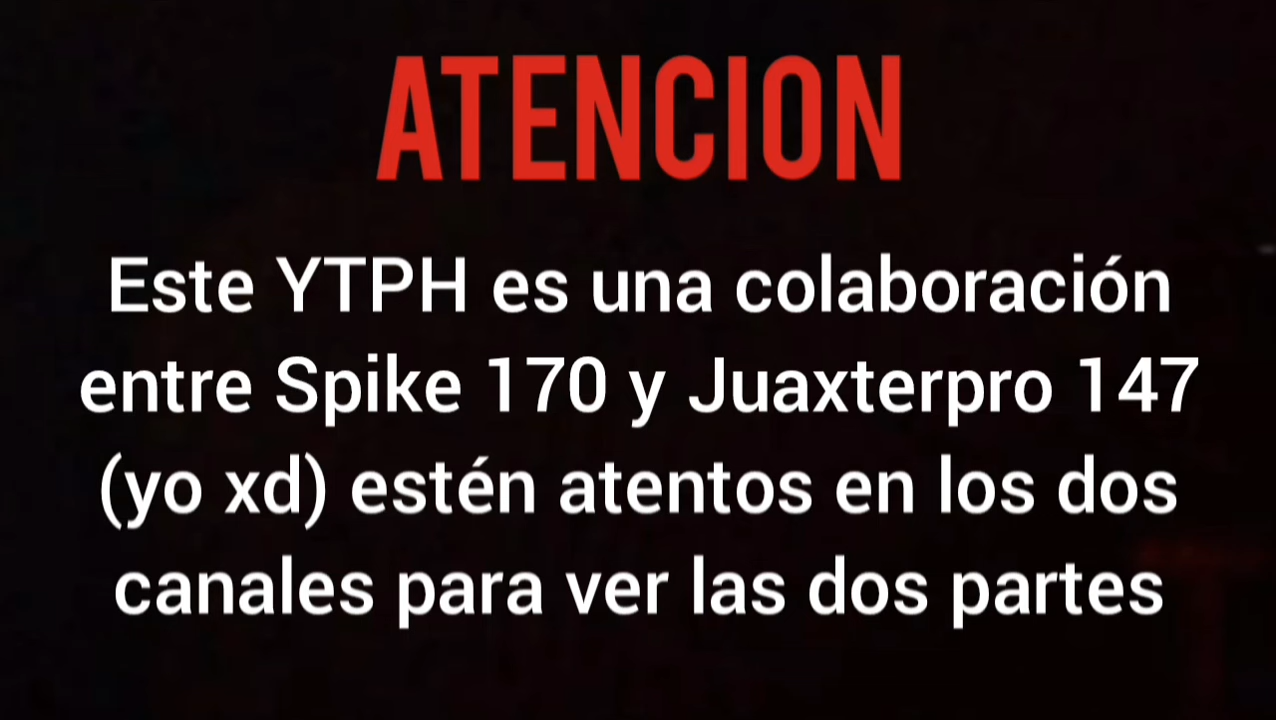 ATENCION
Este YTPH es una colaboración
entre Spike 170 y Juaxterpro 147
(yo xd) estén atentos en los dos
canales para ver las dos partes